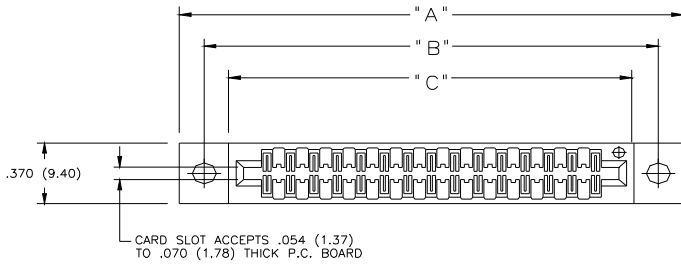 "A"
"B"
"C"
.370 (9.40)
CARD SLOT ACCEPTS .054 (1.37)
TO .070 (1.78) THICK P.C. BOARD